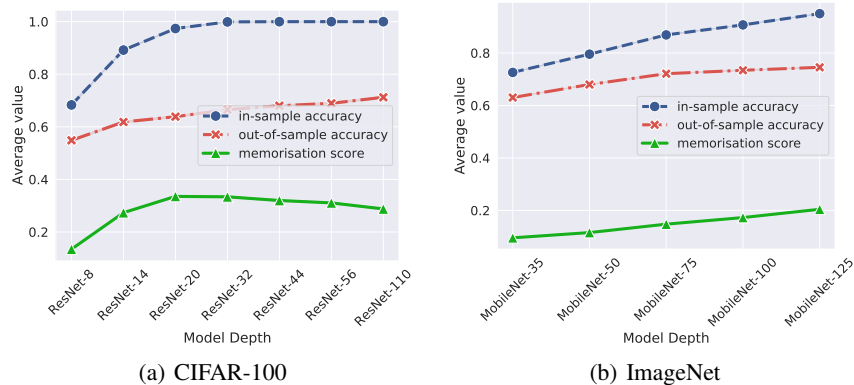 1.0
0.8
0.6
0.4
0.2
Average value
in-sample accuracy
out-of-sample accuracy
memorisation score
ResNet-8
ResNet-14
ResNet-20
ResNet-32
ResNet-44
ResNet-56
ResNet-110
Model Depth
(a) CIFAR-100
0.8
0.6
0.4
0.2
Average value
in-sample accuracy
out-of-sample accuracy
memorisation score
MobileNet-35
MobileNet-50
MobileNet-75
MobileNet-100
MobileNet-125
Model Depth
(b) ImageNet